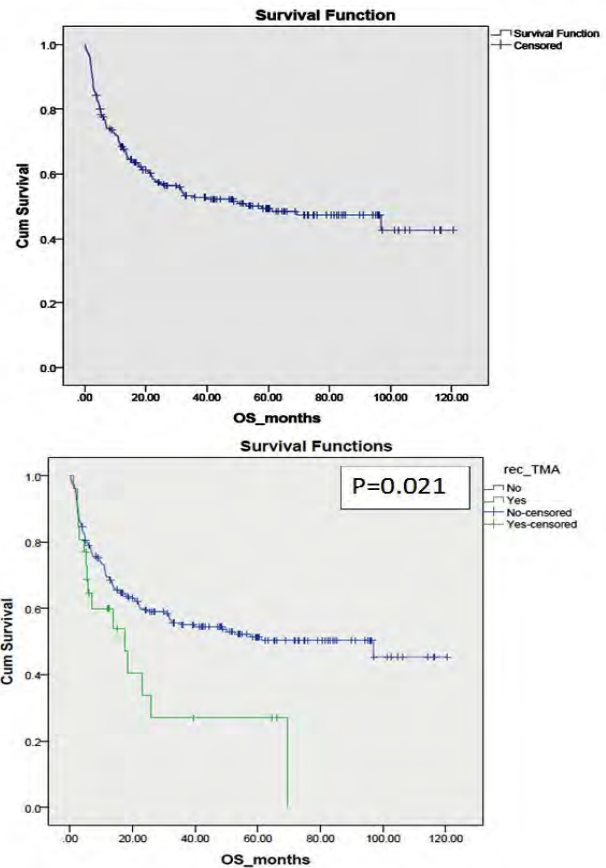 Survival Function
Survival Function
Censored
1.0
0.8
0.6
0.4
0.2
0.0
Cum Survival
.00 20.00 40.00 60.00 80.00 100.00 120.00
OS_months
Survival Functions
P=0.021
rec_TMA
No
Yes
No-censored
Yes-censored
1.0
0.8
0.6
0.4
0.2
0.0
Cum Survival
.00 20.00 40.00 60.00 80.00 100.00 120.00
OS_months